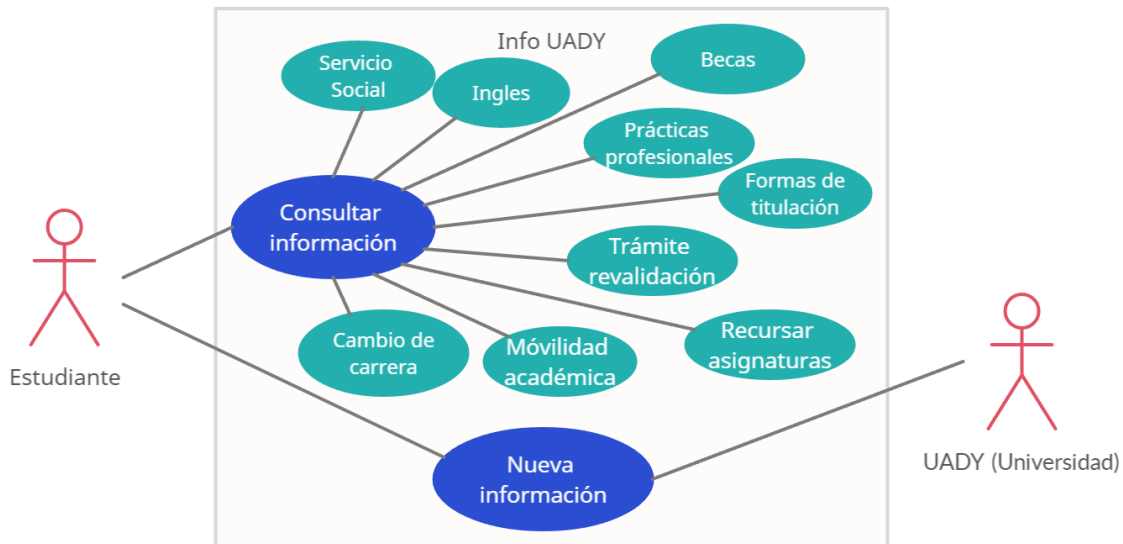 Info UADY
Servicio
Social
Ingles
Becas
Prácticas
profesionales
Formas de
titulación
Consultar
información
Trámite
revalidación
Recursar
asignaturas
Cambio de
carrera
Móvilidad
académica
Estudiante
Nueva
información
UADY (Universidad)